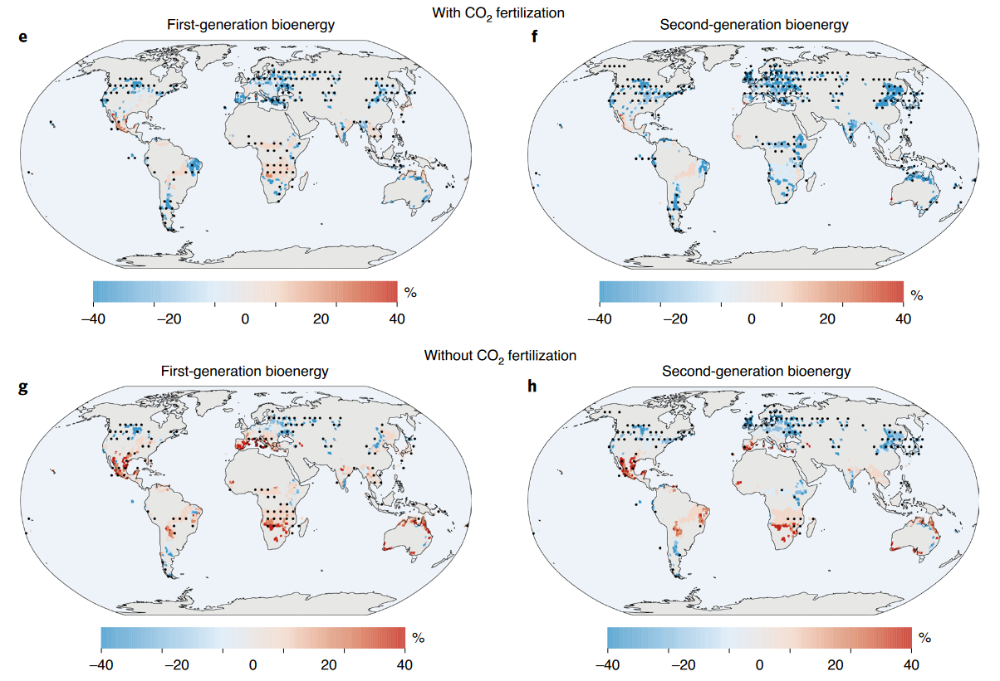 With CO2 fertilization
First-generation bioenergy
Second-generation bioenergy
e
f
%
%
−40 −20 0 20 40
−40 −20 0 20 40
Without CO2 fertilization
First-generation bioenergy
Second-generation bioenergy
g
h
%
%
−40 −20 0 20 40
−40 −20 0 20 40